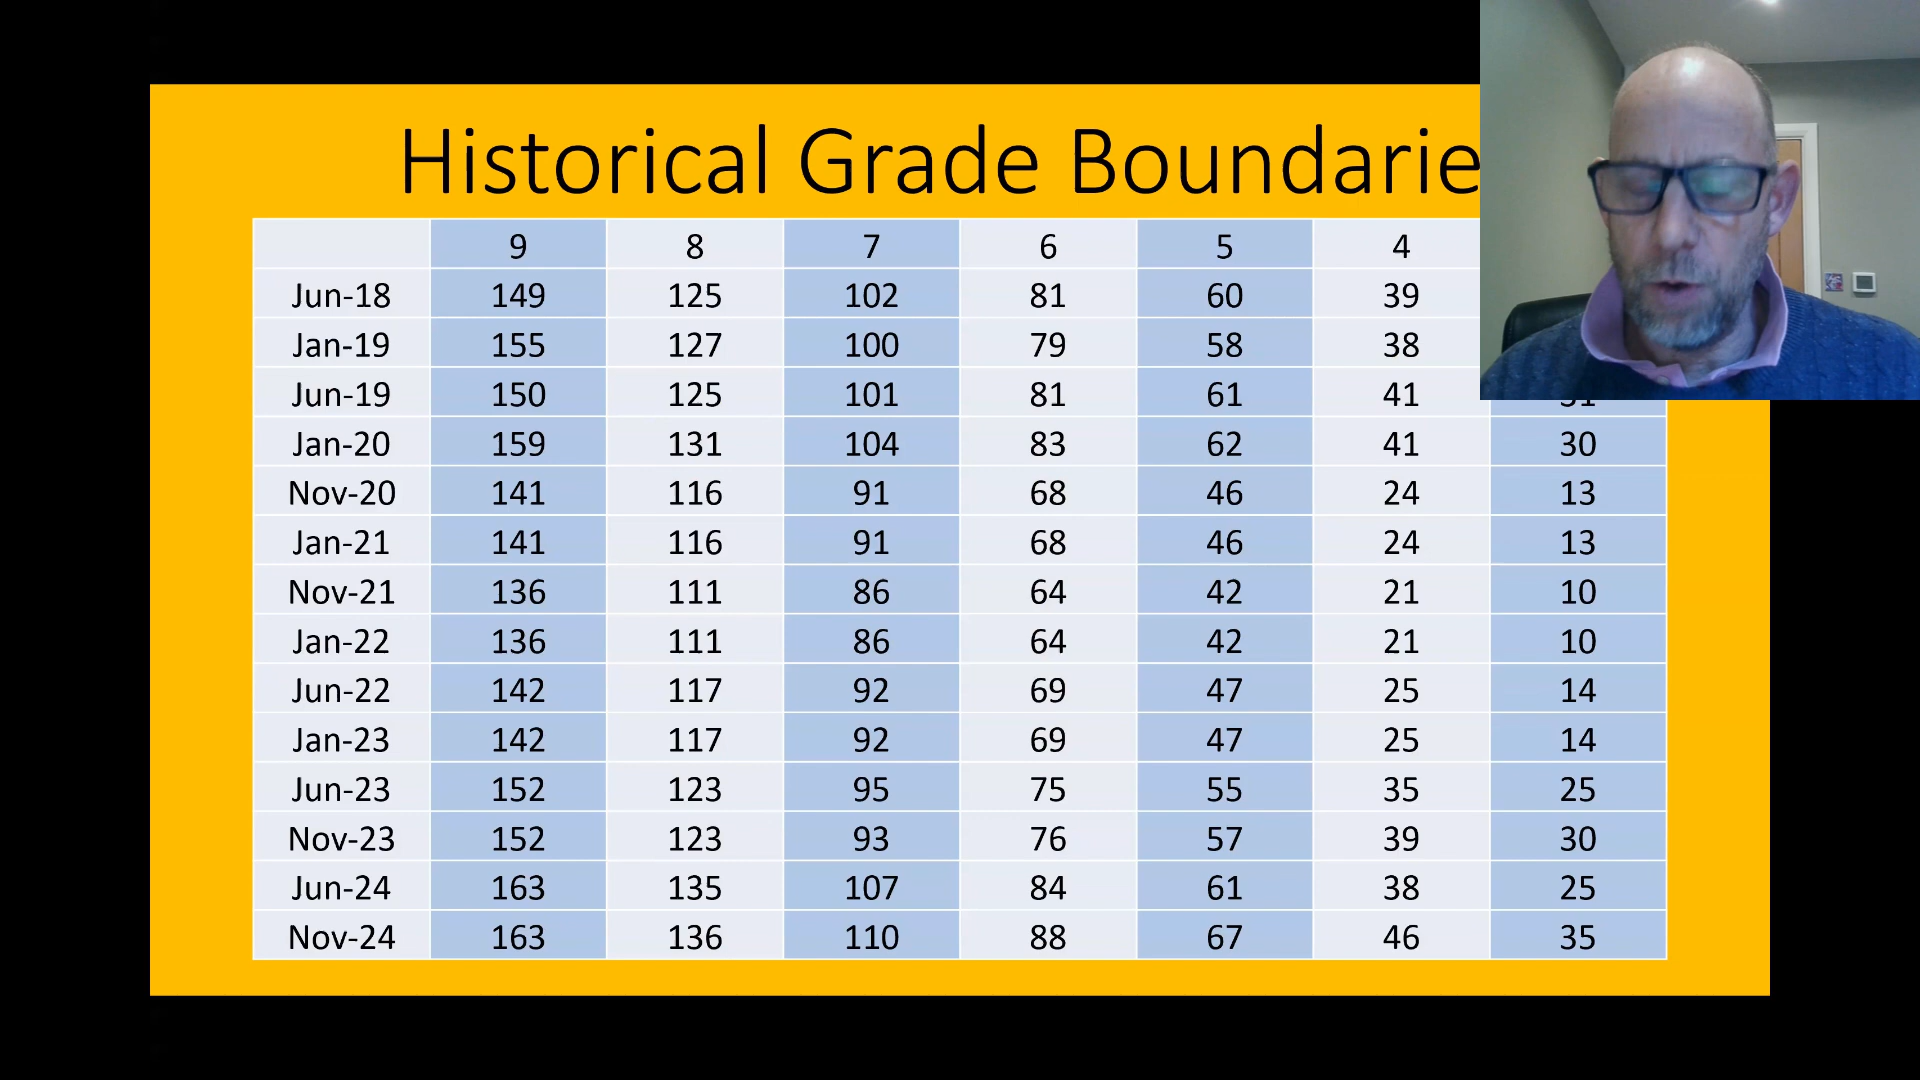 Historical Grade Boundarie
9 8 7 6 5 4
Jun-18 149 125 102 81 60 39
Jan-19 155 127 100 79 58 38
Jun-19 150 125 101 81 61 41
Jan-20 159 131 104 83 62 41 30
Nov-20 141 116 91 68 46 24 13
Jan-21 141 116 91 68 46 24 13
Nov-21 136 111 86 64 42 21 10
Jan-22 136 111 86 64 42 21 10
Jun-22 142 117 92 69 47 25 14
Jan-23 142 117 92 69 47 25 14
Jun-23 152 123 95 75 55 35 25
Nov-23 152 123 93 76 57 39 30
Jun-24 163 135 107 84 61 38 25
Nov-24 163 136 110 88 67 46 35